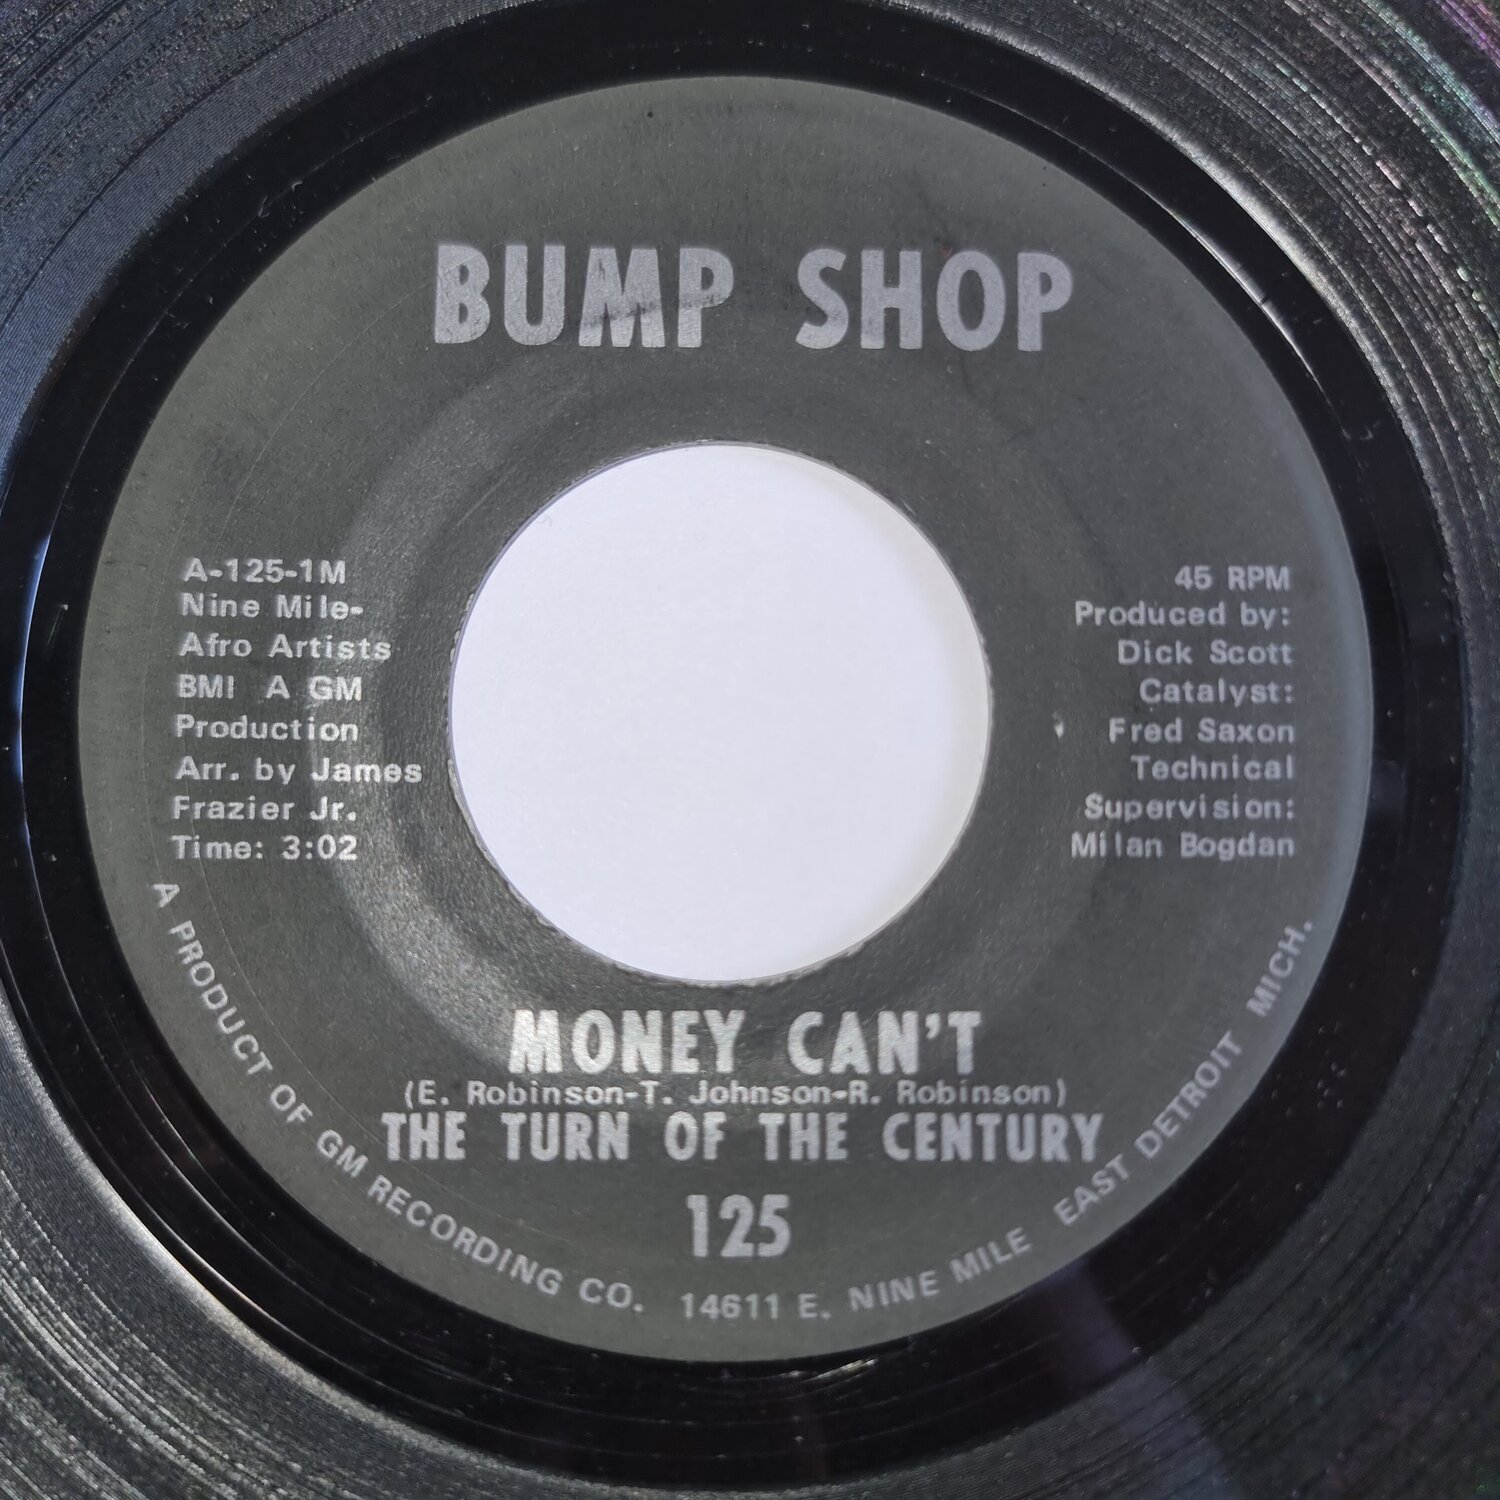 BUMP SHOP
A-125-1M
Nine Mile-
Afro Artists
BMI A GM
Production
Arr. by James
Frazier Jr.
Time: 3:02
45 RPM
Produced by:
Dick Scott
Catalyst:
Fred Saxon
Technical
Supervision:
Milan Bogdan
MONEY CAN'T
(E. Robinson-T. Johnson-R. Robinson)
THE TURN OF THE CENTURY
125
A PRODUCT OF GM RECORDING CO. 14611 E. NINE MILE EAST DETROIT MICH.